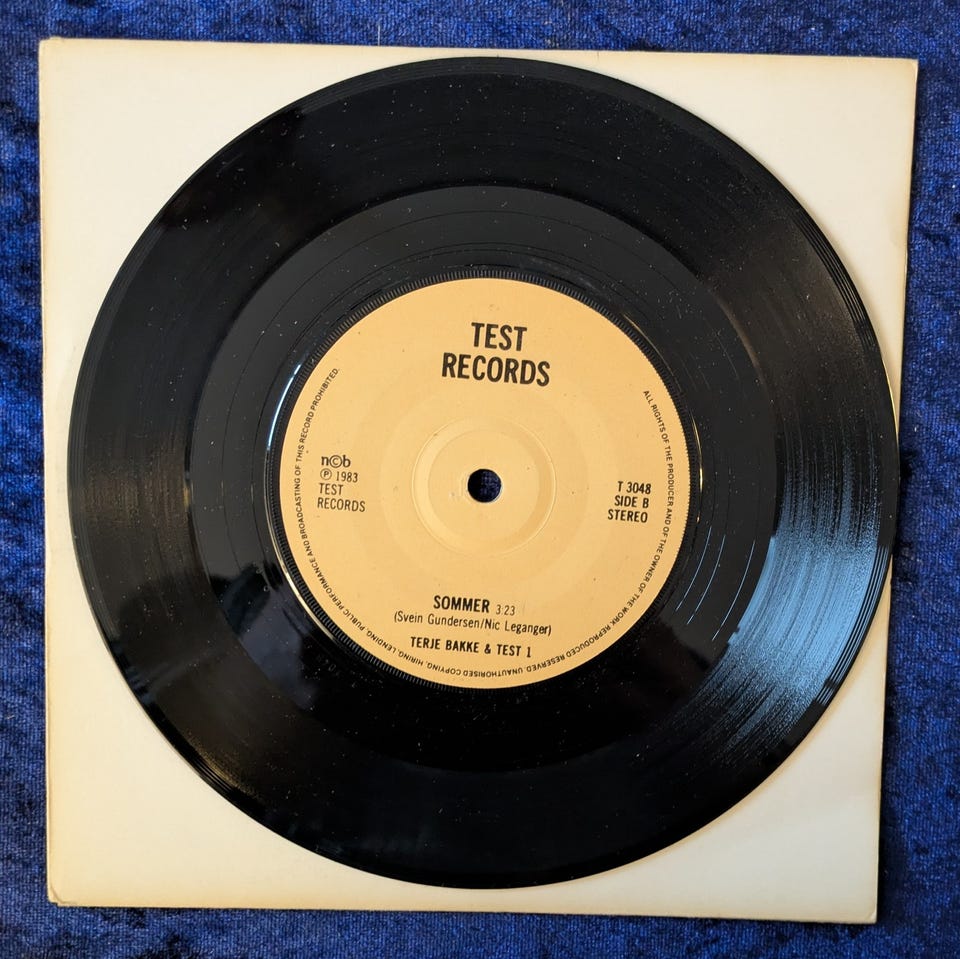 TEST
RECORDS
n©b
Ⓟ 1983
TEST
RECORDS
T 3048
SIDE B
STEREO
SOMMER 3:23
(Svein Gundersen/Nic Leganger)
TERJE BAKKE & TEST 1
ALL RIGHTS OF THE PRODUCER AND OF THE OWNER OF THE WORK REPRODUCED RESERVED. UNAUTHORISED COPYING, HIRING, LENDING, PUBLIC PERFORMANCE AND BROADCASTING OF THIS RECORD PROHIBITED.